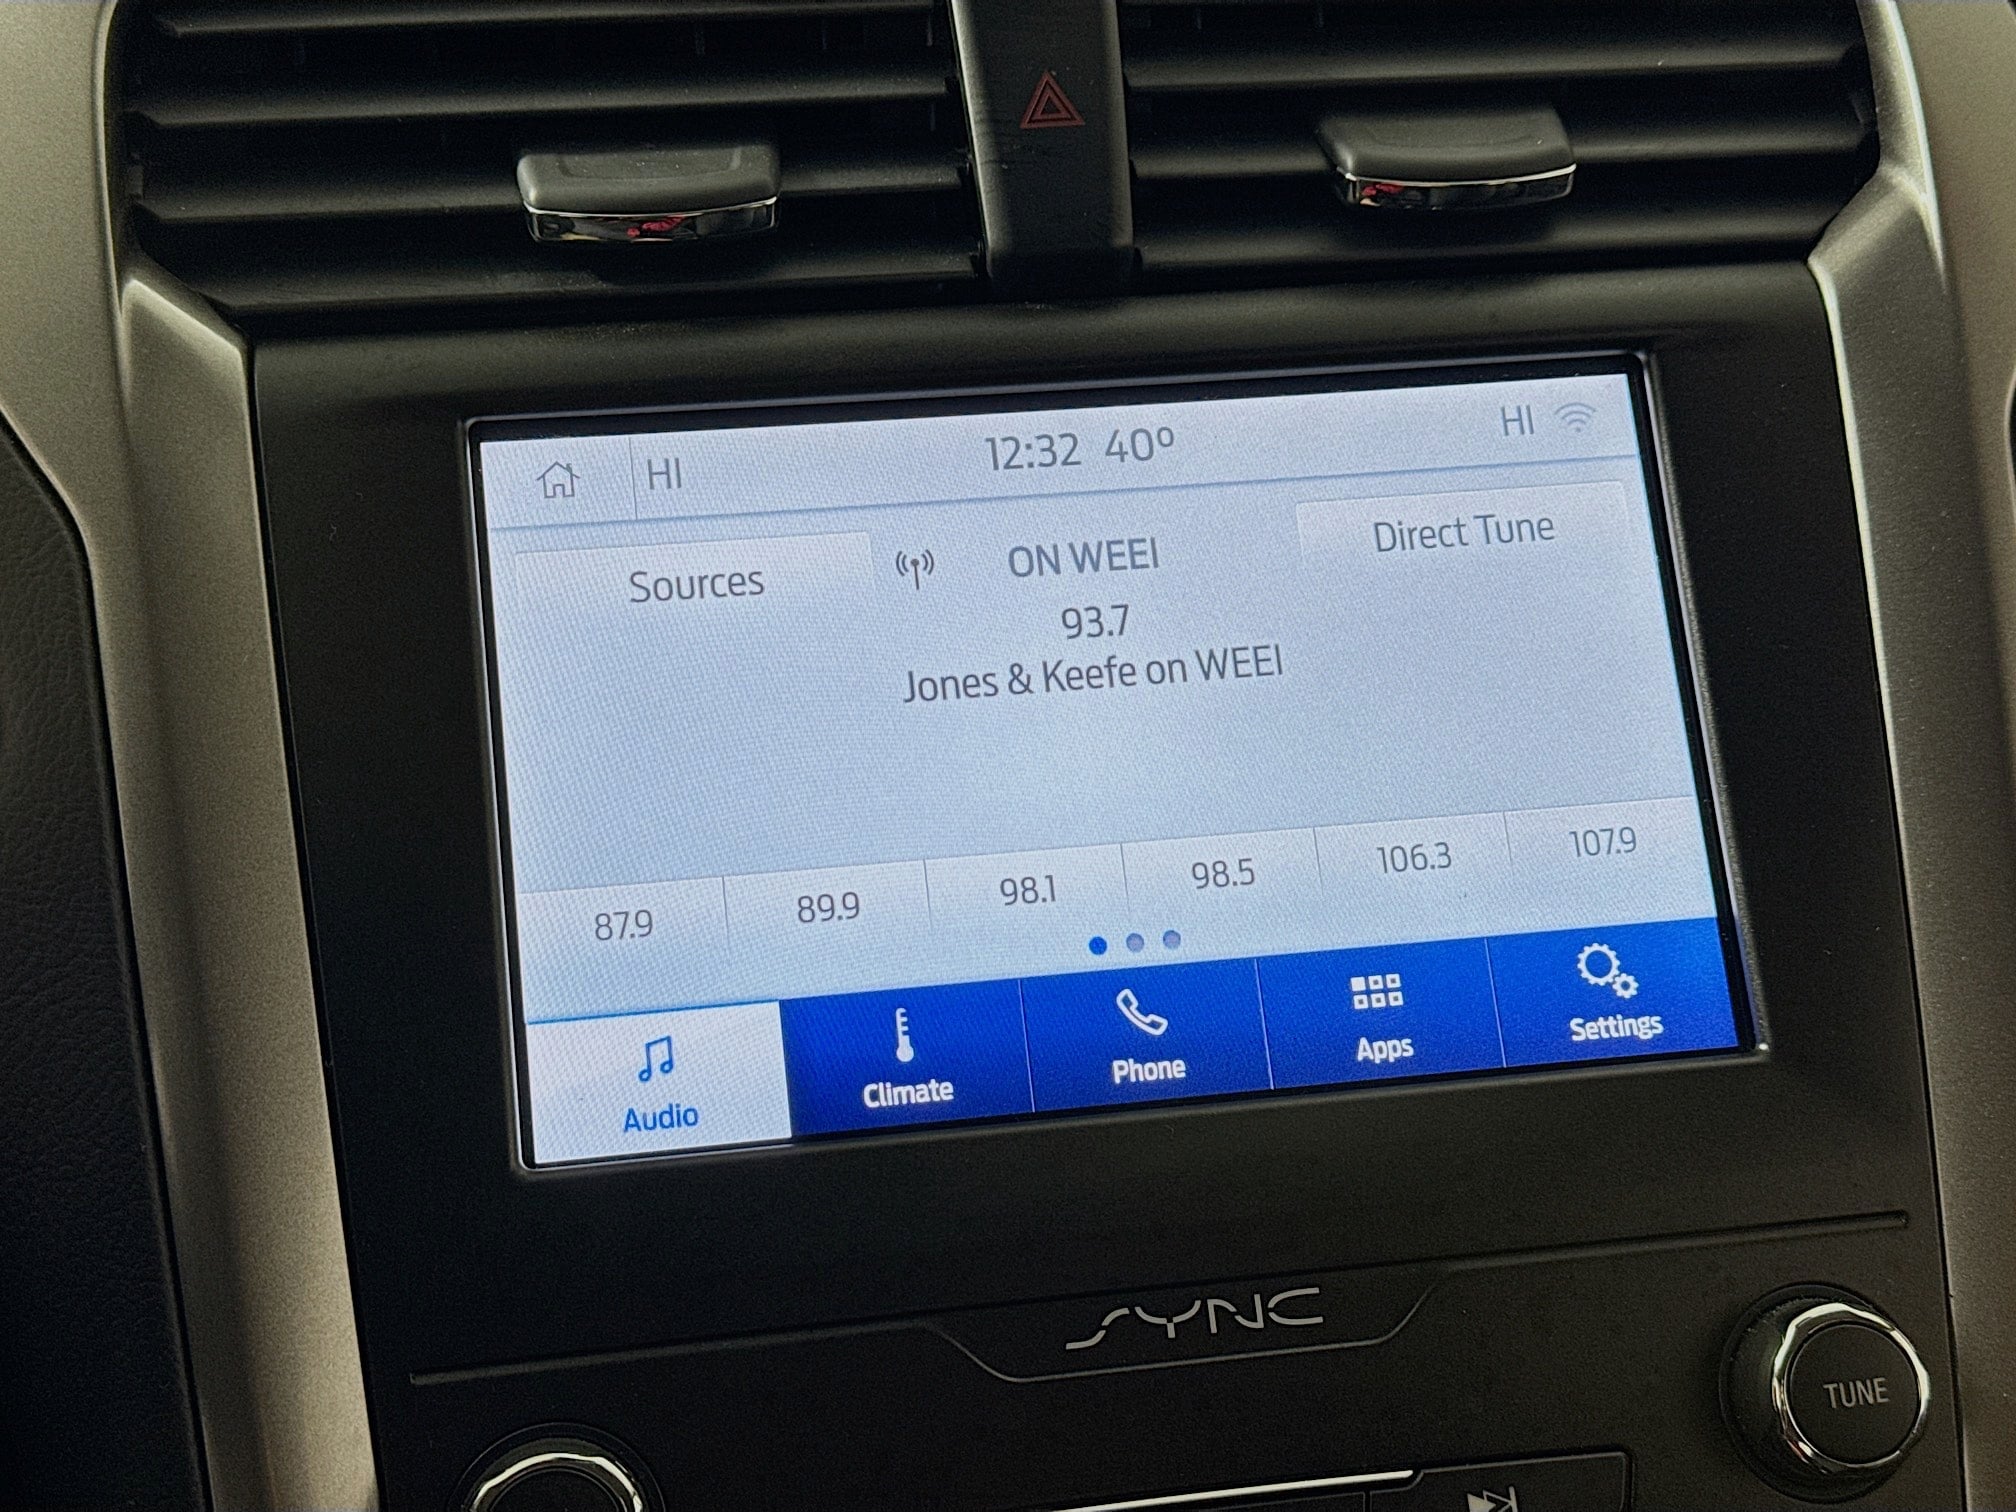 HI 12:32 40° HI
Sources ON WEEI Direct Tune
93.7
Jones & Keefe on WEEI
87.9 89.9 98.1 98.5 106.3 107.9
Audio Climate Phone Apps Settings
SYNC
TUNE